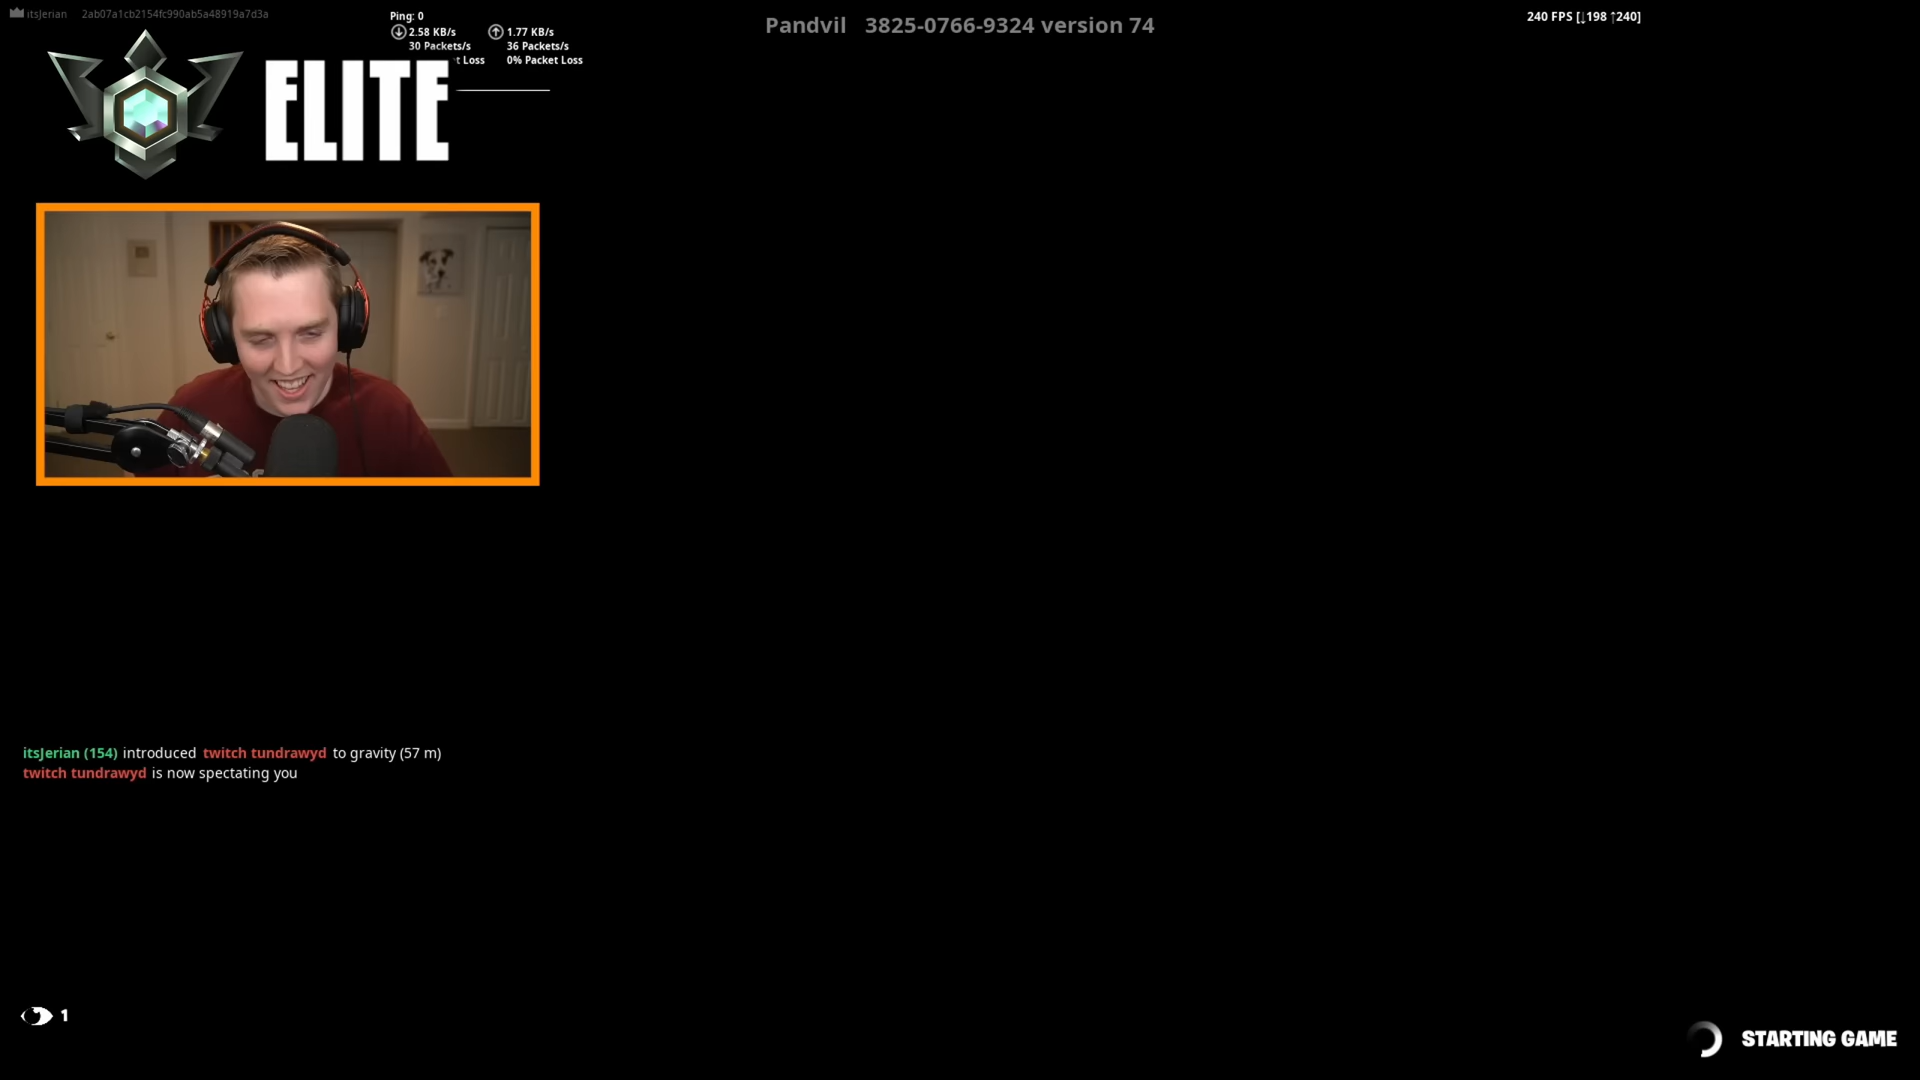 itsJerian 2ab07a1cb2154fc990ab5a48919a7d3a
Ping: 0
2.58 KB/s 1.77 KB/s
30 Packets/s 36 Packets/s
t Loss 0% Packet Loss
Pandvil 3825-0766-9324 version 74
240 FPS [↓198 ↑240]
ELITE
itsJerian (154) introduced twitch tundrawyd to gravity (57 m)
twitch tundrawyd is now spectating you
1
STARTING GAME